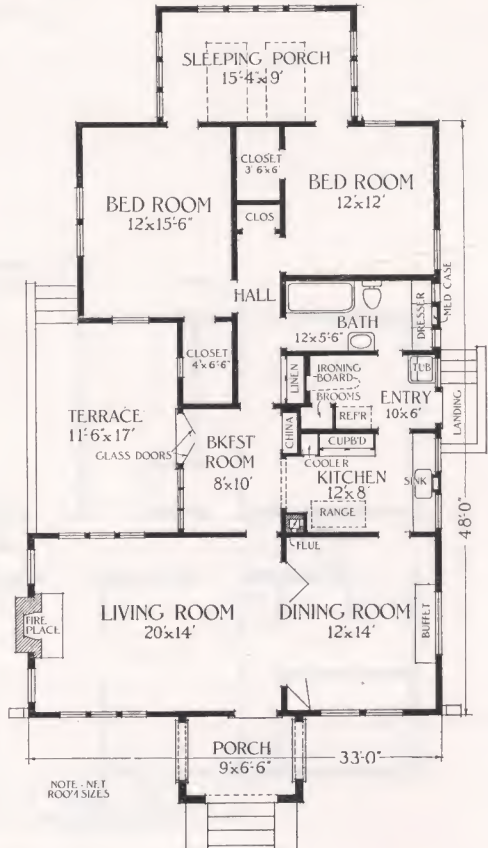 SLEEPING PORCH
15'-4"x9'
CLOSET
3'6"x6'
BED ROOM
12'x15'-6"
BED ROOM
12'x12'
CLOS
HALL
MED CASE
DRESSER
BATH
12'x5'-6"
CLOSET
4'x6'-6"
LINEN
IRONING
BOARD
BROOMS
TUB
ENTRY
10'x6'
LANDING
REF'R
TERRACE
11'-6"x17'
GLASS DOORS
BKFST
ROOM
8'x10'
CHINA
CUPB'D
COOLER
KITCHEN
12'x8'
SINK
RANGE
FLUE
48'-0"
LIVING ROOM
20'x14'
FIRE
PLACE
DINING ROOM
12'x14'
BUFFET
PORCH
9'x6'-6"
33'-0"
NOTE - NET
ROOM SIZES